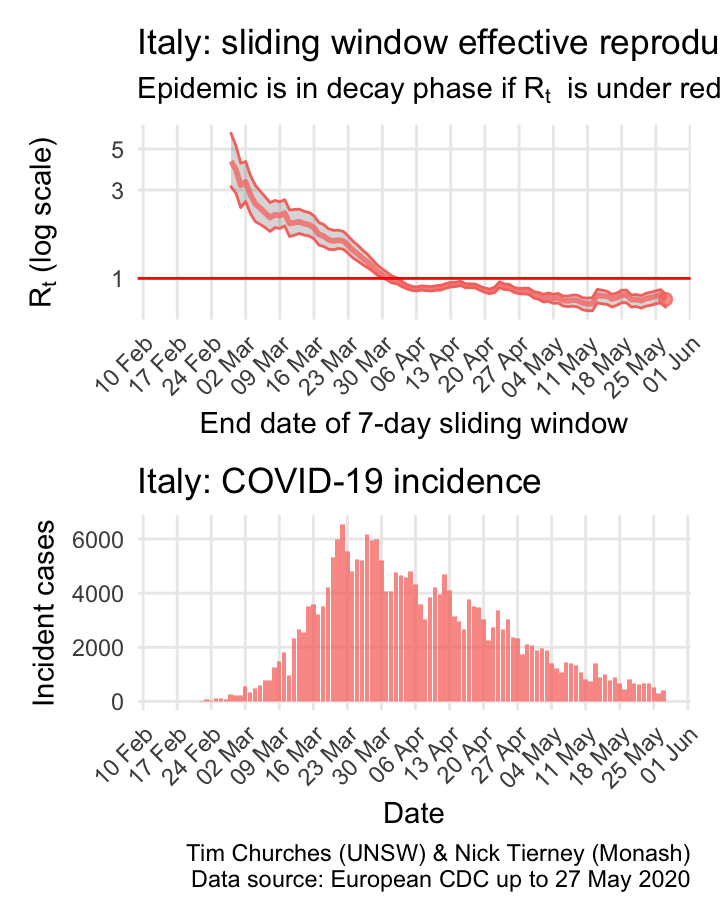 Italy: sliding window effective reprodu
Epidemic is in decay phase if Rt is under red
Rt (log scale)
5
3
1
10 Feb
17 Feb
24 Feb
02 Mar
09 Mar
16 Mar
23 Mar
30 Mar
06 Apr
13 Apr
20 Apr
27 Apr
04 May
11 May
18 May
25 May
01 Jun
End date of 7-day sliding window
Italy: COVID-19 incidence
Incident cases
6000
4000
2000
0
10 Feb
17 Feb
24 Feb
02 Mar
09 Mar
16 Mar
23 Mar
30 Mar
06 Apr
13 Apr
20 Apr
27 Apr
04 May
11 May
18 May
25 May
01 Jun
Date
Tim Churches (UNSW) & Nick Tierney (Monash)
Data source: European CDC up to 27 May 2020